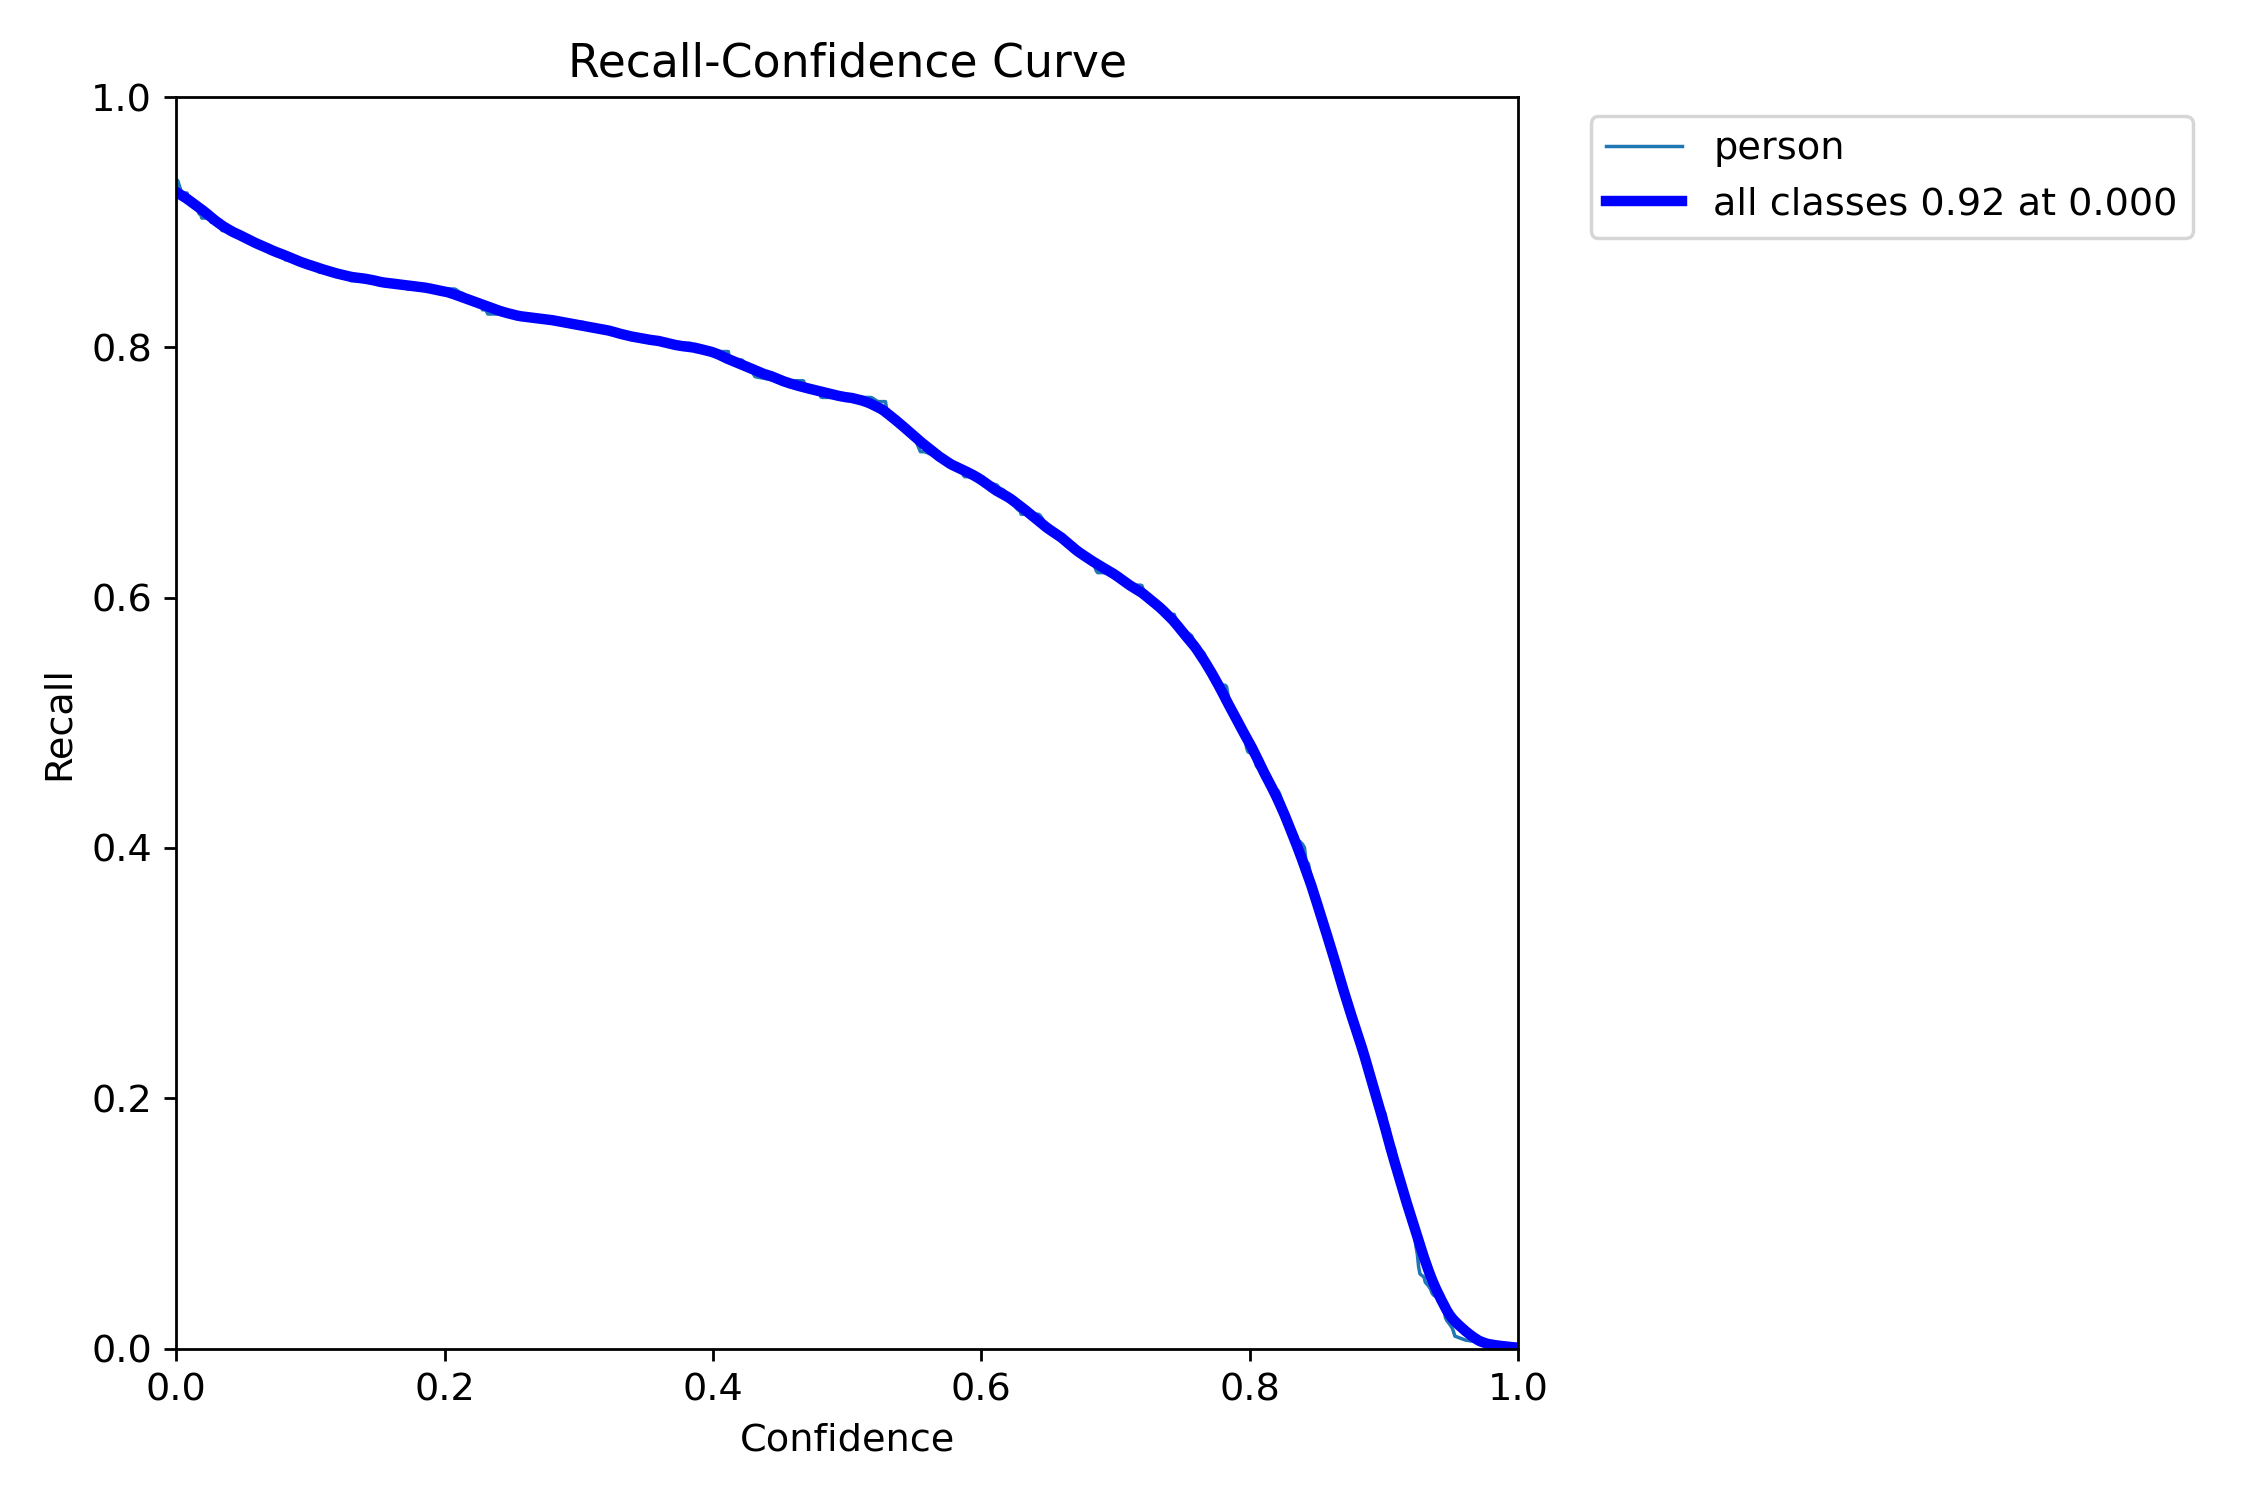 Recall-Confidence Curve
1.0
0.8
0.6
0.4
0.2
0.0
Recall
0.0 0.2 0.4 0.6 0.8 1.0
Confidence
person
all classes 0.92 at 0.000